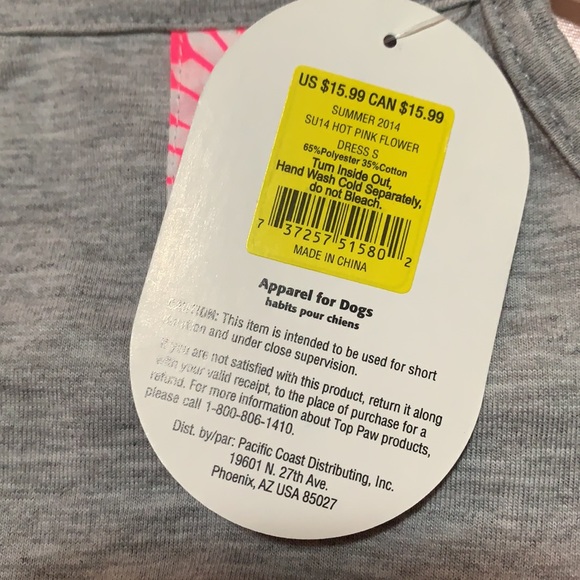 US $15.99 CAN $15.99
SUMMER 2014
SU14 HOT PINK FLOWER
DRESS S
65%Polyester 35%Cotton
Turn Inside Out,
Hand Wash Cold Separately,
do not Bleach.
7 37257 51580 2
MADE IN CHINA
Apparel for Dogs
habits pour chiens
This item is intended to be used for short
and under close supervision.
If you are not satisfied with this product, return it along
with your valid receipt, to the place of purchase for a
refund. For more information about Top Paw products,
please call 1-800-806-1410.
Dist. by/par: Pacific Coast Distributing, Inc.
19601 N. 27th Ave.
Phoenix, AZ USA 85027